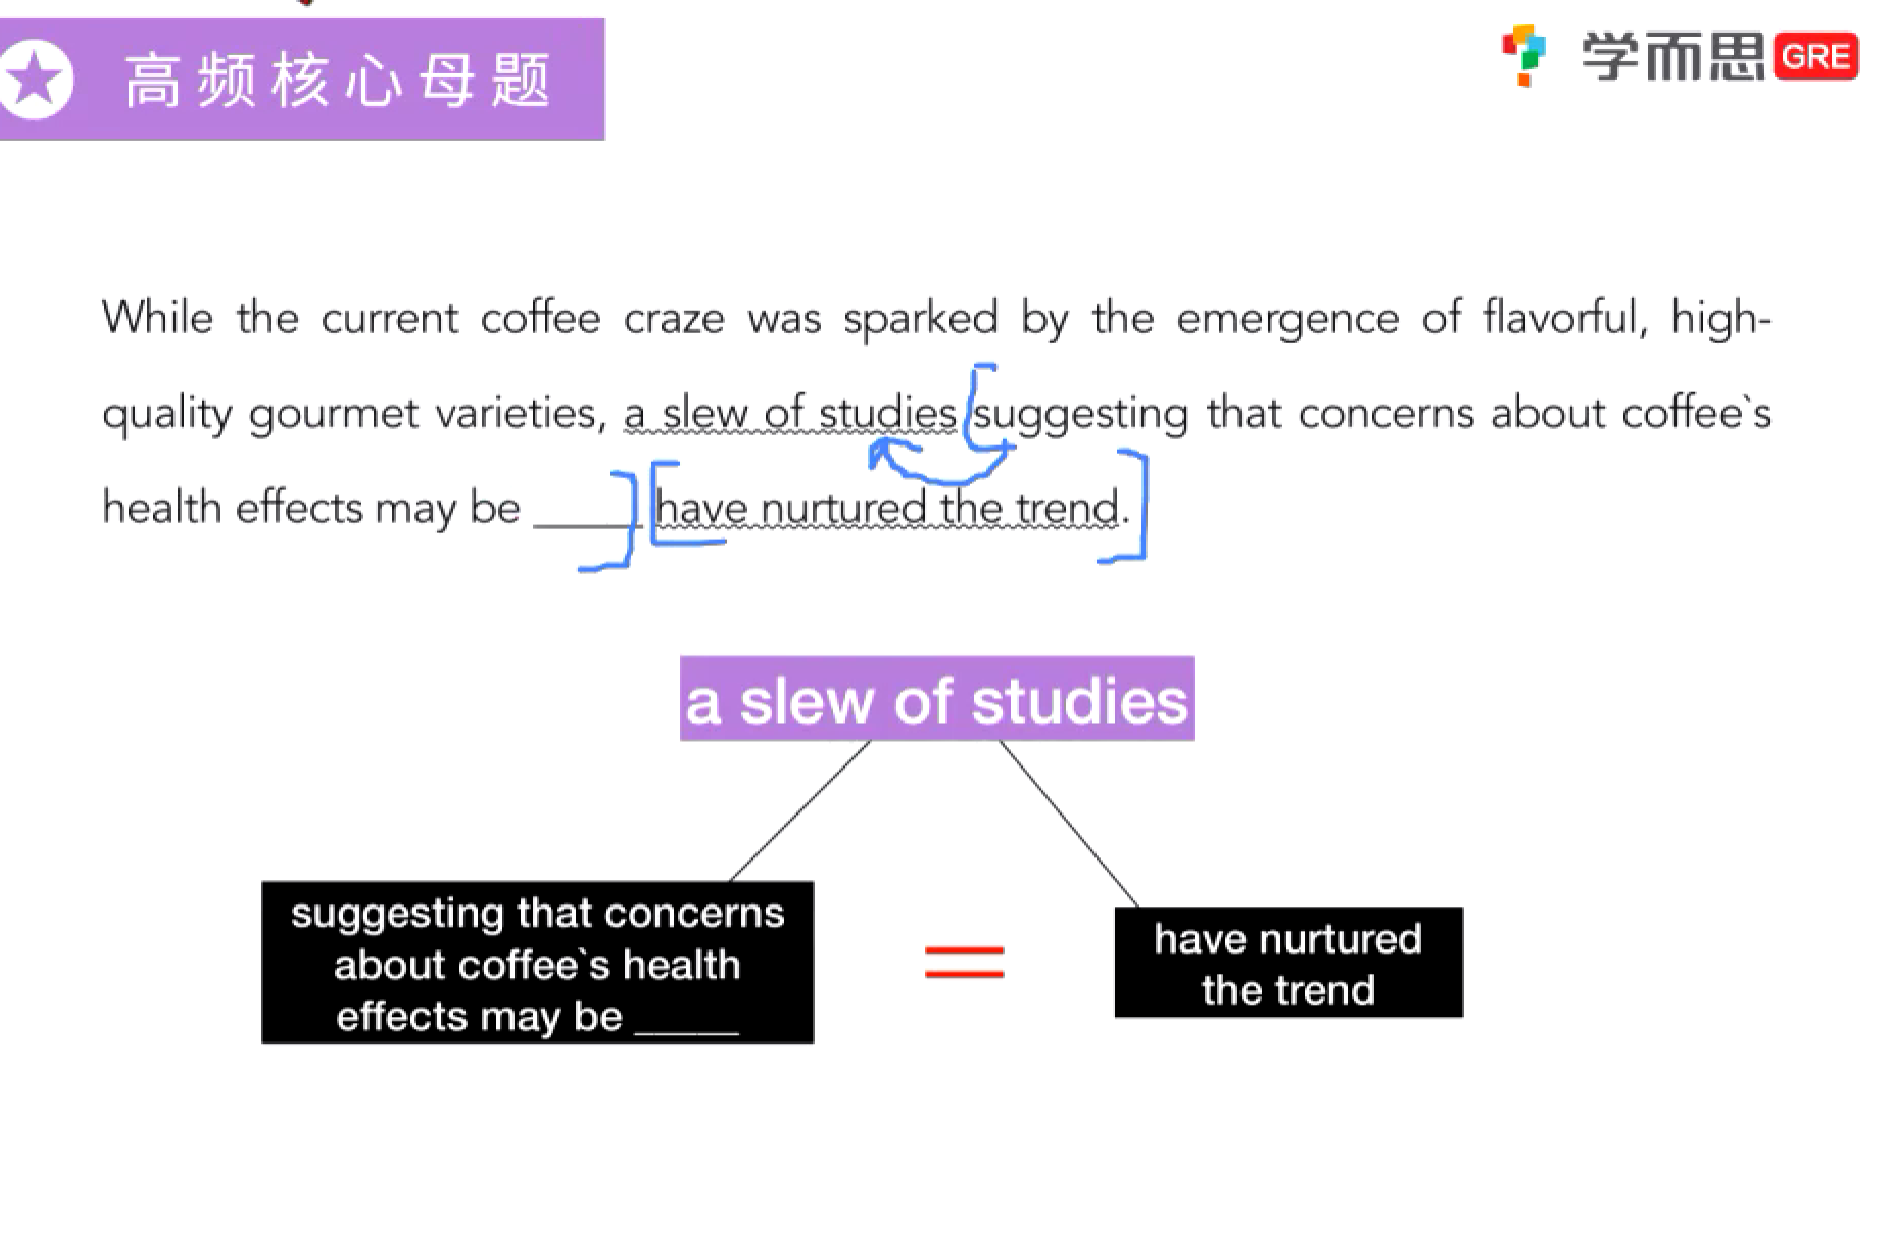 高频核心母题
学而思 GRE
While the current coffee craze was sparked by the emergence of flavorful, high-
quality gourmet varieties, a slew of studies suggesting that concerns about coffee`s
health effects may be _____ have nurtured the trend.
a slew of studies
suggesting that concerns
about coffee`s health
effects may be _____
=
have nurtured
the trend